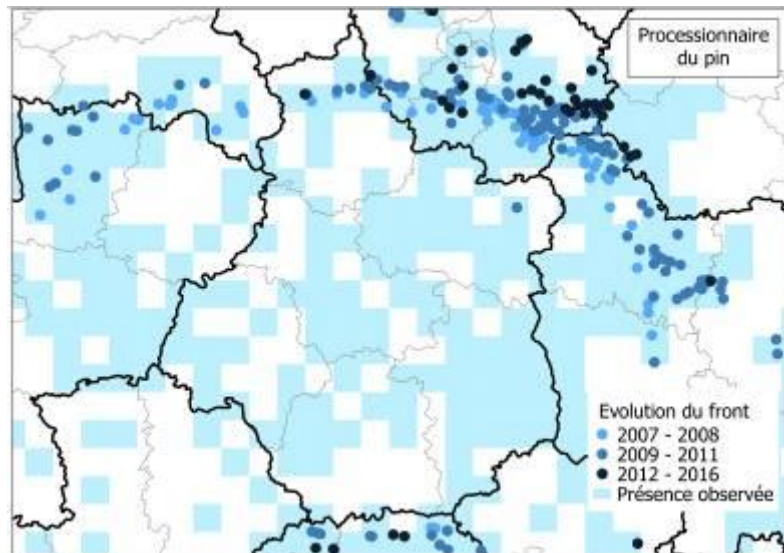 Processionnaire
du pin
Evolution du front
2007 - 2008
2009 - 2011
2012 - 2016
Présence observée